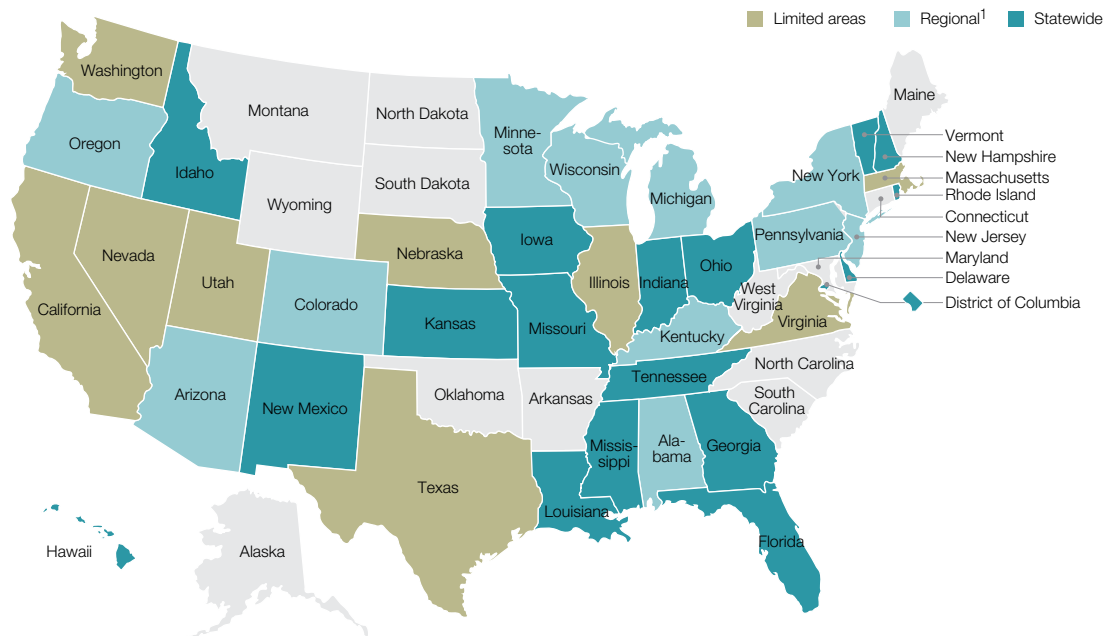 Limited areas
Regional1
Statewide
Washington
Montana
North Dakota
Minne-
sota
Maine
Oregon
Idaho
Wisconsin
Vermont
New Hampshire
Massachusetts
Rhode Island
Connecticut
New Jersey
Maryland
Delaware
District of Columbia
South Dakota
Wyoming
Michigan
New York
Pennsylvania
Iowa
Nebraska
Nevada
Utah
Colorado
California
Illinois
Indiana
Ohio
West
Virginia
Virginia
Kansas
Missouri
Kentucky
North Carolina
Tennessee
South
Carolina
Arizona
New Mexico
Oklahoma
Arkansas
Missis-
sippi
Ala-
bama
Georgia
Texas
Louisiana
Florida
Hawaii
Alaska